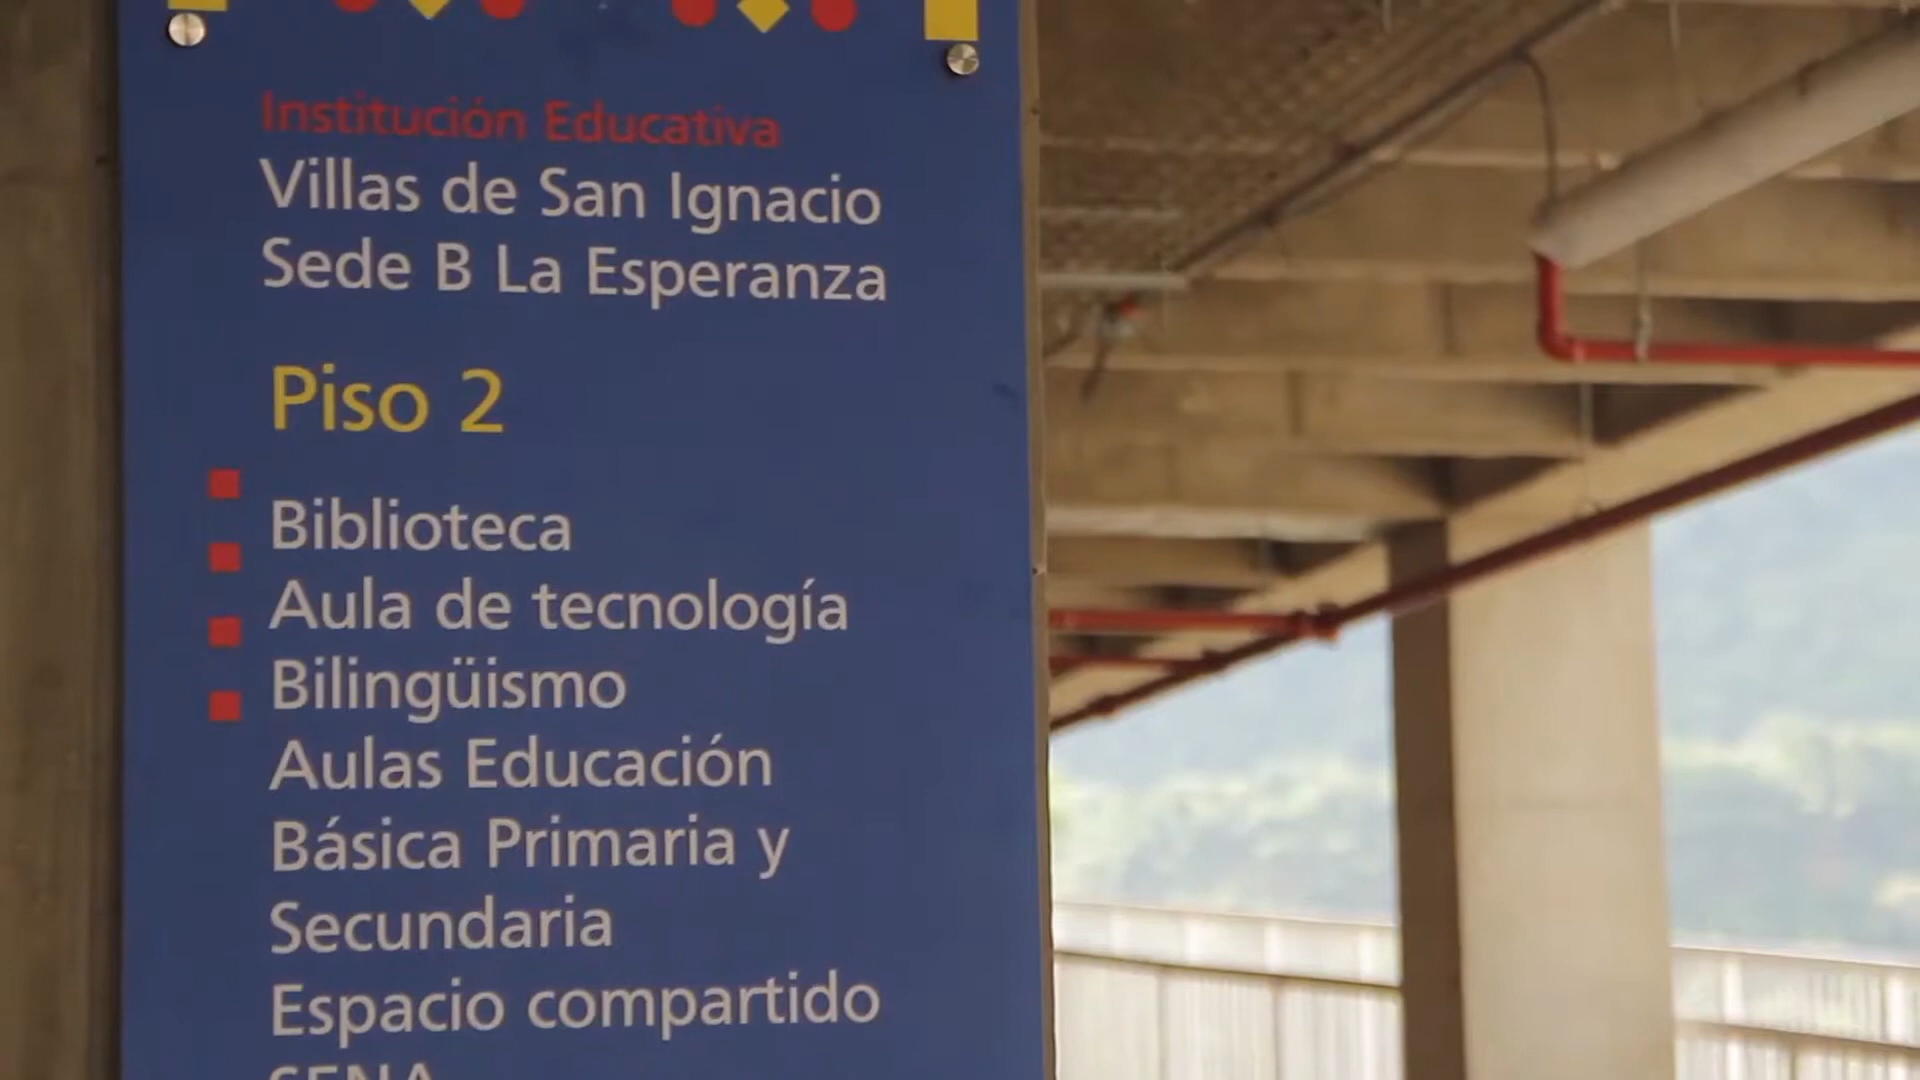 Institución Educativa
Villas de San Ignacio
Sede B La Esperanza
Piso 2
Biblioteca
Aula de tecnología
Bilingüismo
Aulas Educación
Básica Primaria y
Secundaria
Espacio compartido
SENA